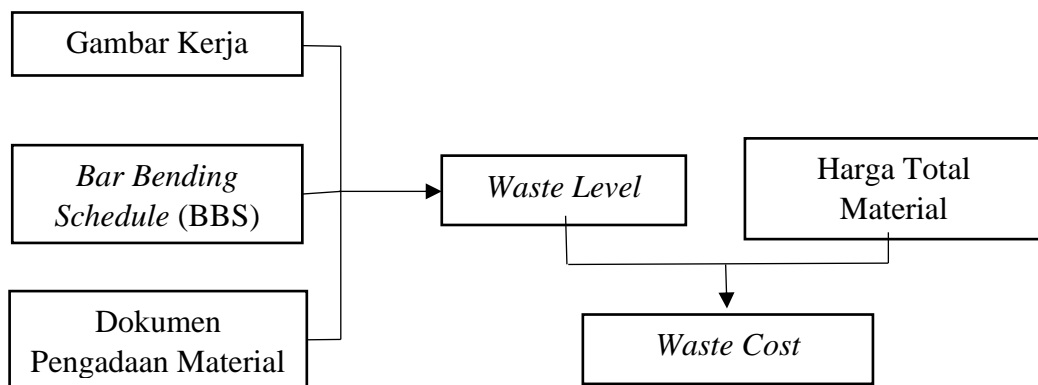 Gambar Kerja
Bar Bending
Schedule (BBS)
Dokumen
Pengadaan Material
Waste Level
Harga Total
Material
Waste Cost